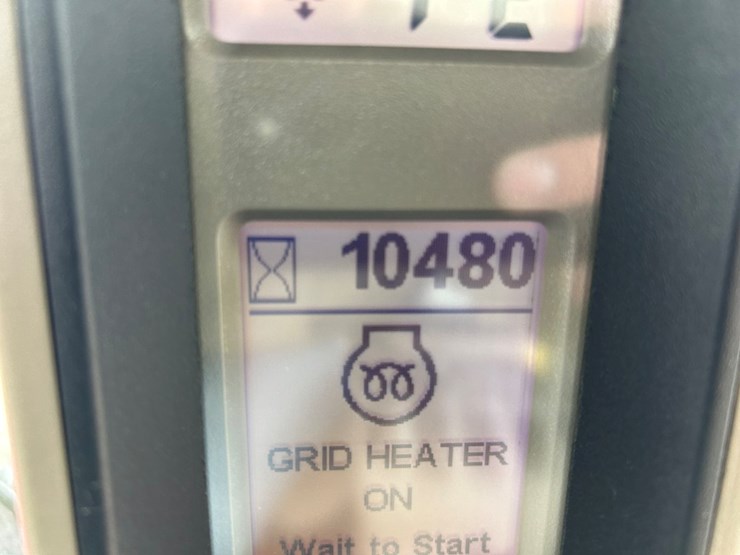 10480
GRID HEATER
ON
Wait to Start